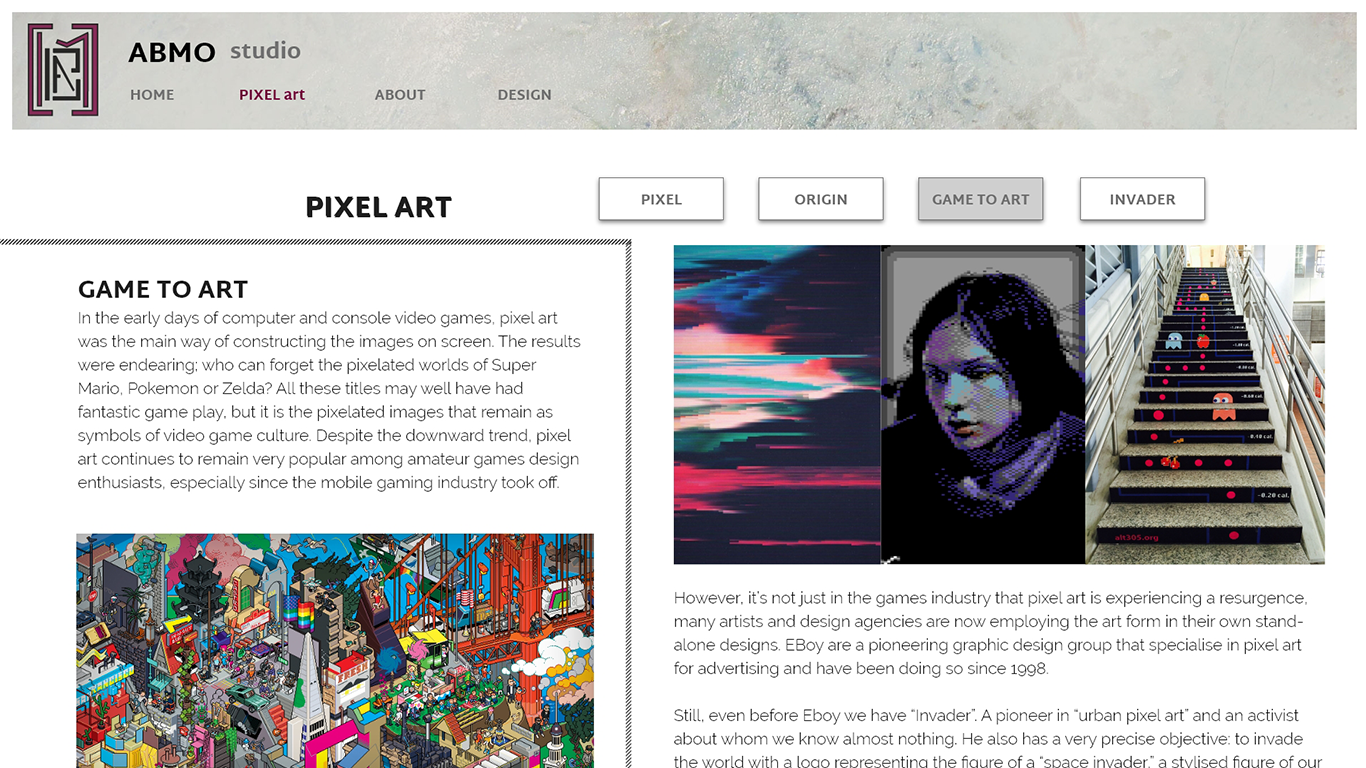 ABMO studio
HOME PIXEL art ABOUT DESIGN
PIXEL ART
PIXEL ORIGIN GAME TO ART INVADER
GAME TO ART
In the early days of computer and console video games, pixel art
was the main way of constructing the images on screen. The results
were endearing; who can forget the pixelated worlds of Super
Mario, Pokemon or Zelda? All these titles may well have had
fantastic game play, but it is the pixelated images that remain as
symbols of video game culture. Despite the downward trend, pixel
art continues to remain very popular among amateur games design
enthusiasts, especially since the mobile gaming industry took off.
-0.60 cal.
-0.40 cal.
-0.20 cal.
alt305.org
However, it's not just in the games industry that pixel art is experiencing a resurgence,
many artists and design agencies are now employing the art form in their own stand-
alone designs. EBoy are a pioneering graphic design group that specialise in pixel art
for advertising and have been doing so since 1998.
Still, even before Eboy we have “Invader”. A pioneer in “urban pixel art” and an activist
about whom we know almost nothing. He also has a very precise objective: to invade
the world with a logo representing the figure of a “space invader,” a stylised figure of our